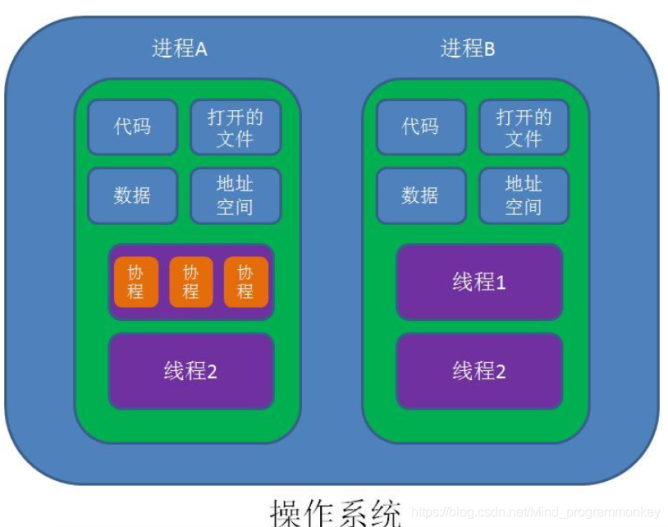 进程A
进程B
代码
打开的
文件
代码
打开的
文件
数据
地址
空间
数据
地址
空间
协
程
协
程
协
程
线程1
线程2
线程2
操作系统
https://blog.csdn.net/Mind_programmonkey